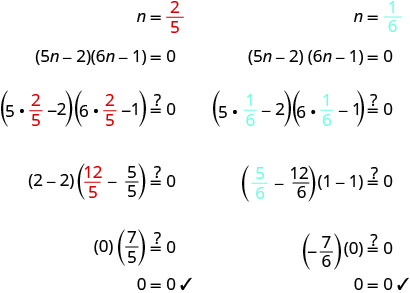 n = 2/5
(5n − 2)(6n − 1) = 0
(5 • 2/5 − 2)(6 • 2/5 − 1) ≟ 0
(2 − 2)(12/5 − 5/5) ≟ 0
(0)(7/5) ≟ 0
0 = 0 ✓
n = 1/6
(5n − 2) (6n − 1) = 0
(5 • 1/6 − 2)(6 • 1/6 − 1) ≟ 0
(5/6 − 12/6)(1 − 1) ≟ 0
(−7/6)(0) ≟ 0
0 = 0 ✓